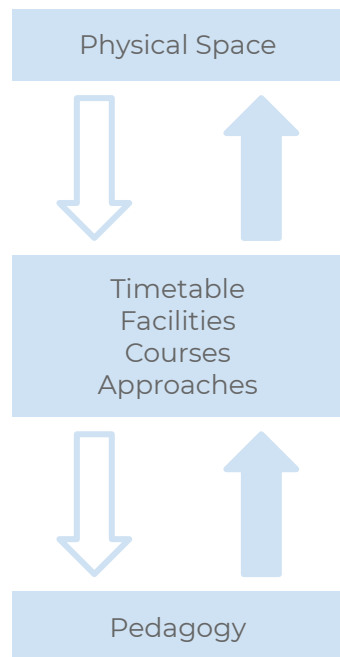 Physical Space
Timetable
Facilities
Courses
Approaches
Pedagogy